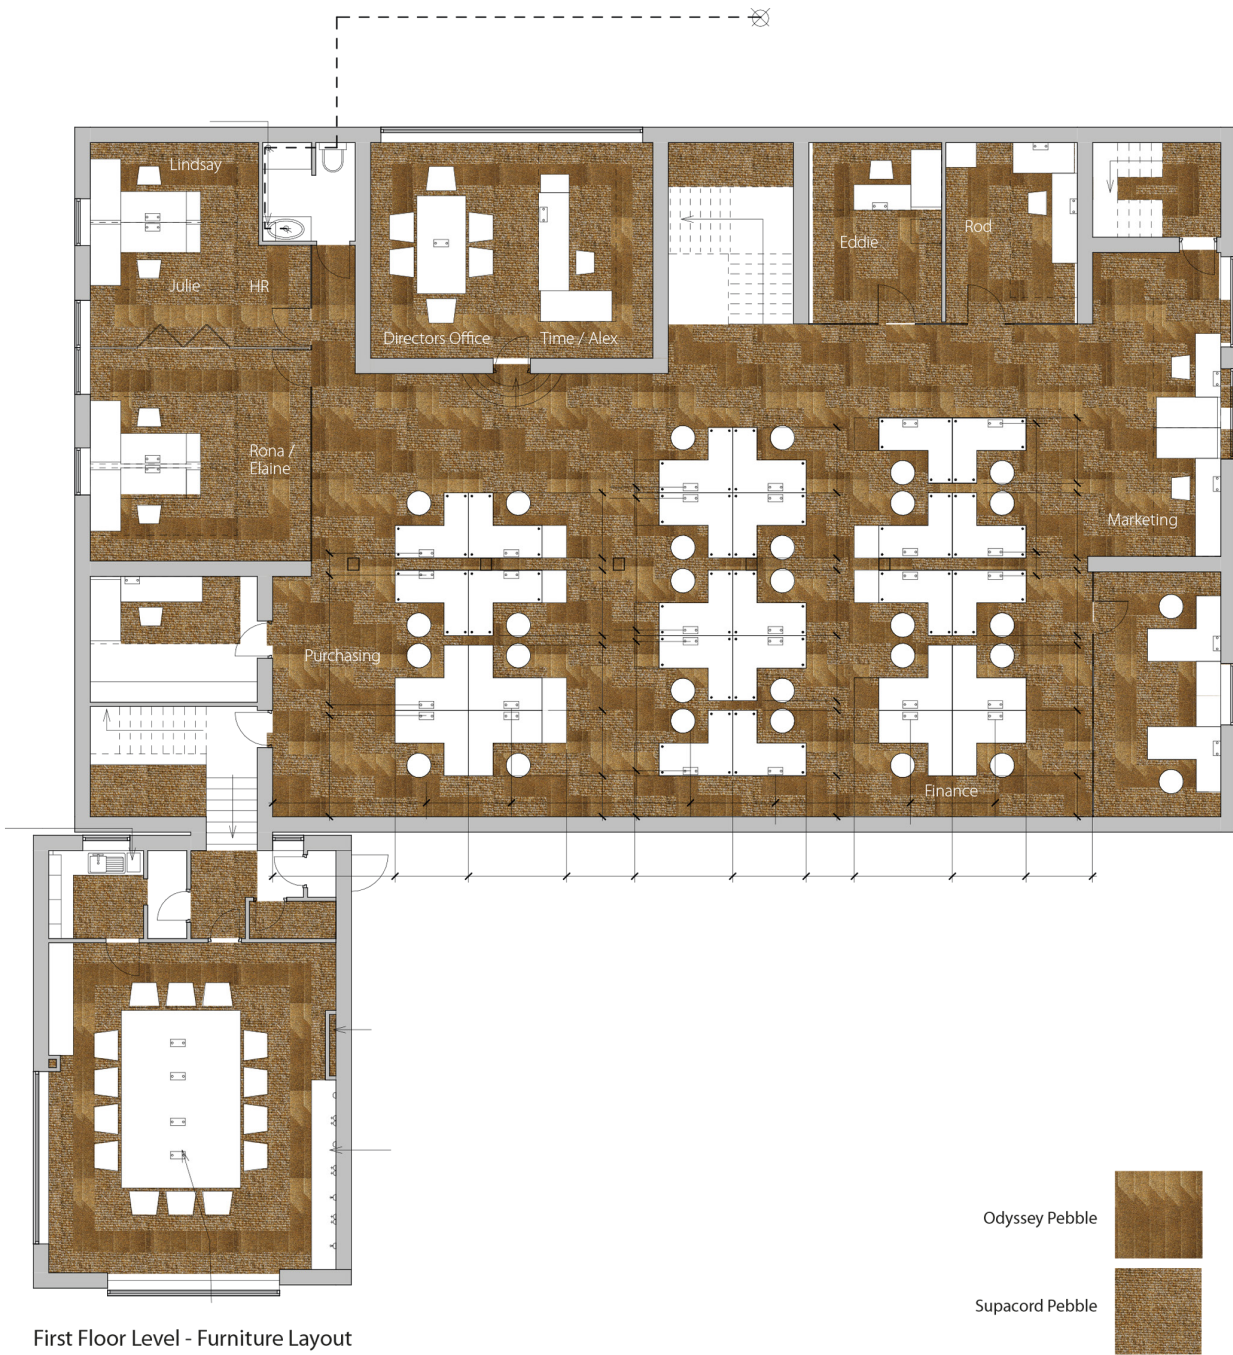 Lindsay
Julie
HR
Directors Office
Time / Alex
Eddie
Rod
Rona /
Elaine
Marketing
Purchasing
Finance
Odyssey Pebble
Supacord Pebble
First Floor Level - Furniture Layout